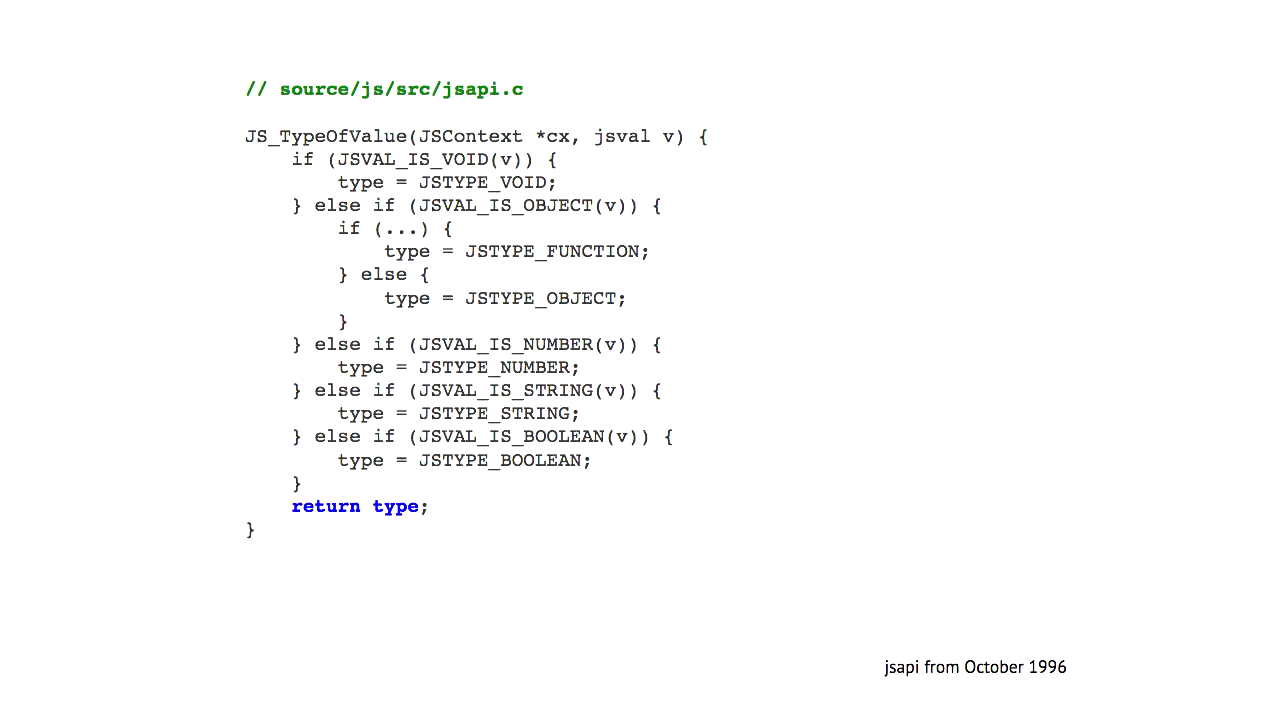 // source/js/src/jsapi.c
JS_TypeOfValue(JSContext *cx, jsval v) {
    if (JSVAL_IS_VOID(v)) {
        type = JSTYPE_VOID;
    } else if (JSVAL_IS_OBJECT(v)) {
        if (...) {
            type = JSTYPE_FUNCTION;
        } else {
            type = JSTYPE_OBJECT;
        }
    } else if (JSVAL_IS_NUMBER(v)) {
        type = JSTYPE_NUMBER;
    } else if (JSVAL_IS_STRING(v)) {
        type = JSTYPE_STRING;
    } else if (JSVAL_IS_BOOLEAN(v)) {
        type = JSTYPE_BOOLEAN;
    }
    return type;
}
jsapi from October 1996